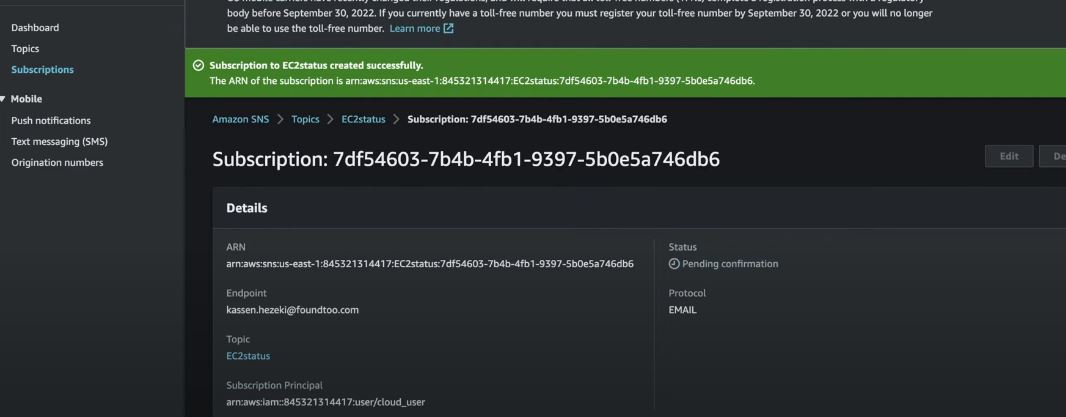 body before September 30, 2022. If you currently have a toll-free number you must register your toll-free number by September 30, 2022 or you will no longer
be able to use the toll-free number. Learn more
Dashboard
Topics
Subscriptions
Mobile
Push notifications
Text messaging (SMS)
Origination numbers
Subscription to EC2status created successfully.
The ARN of the subscription is arn:aws:sns:us-east-1:845321314417:EC2status:7df54603-7b4b-4fb1-9397-5b0e5a746db6.
Amazon SNS > Topics > EC2status > Subscription: 7df54603-7b4b-4fb1-9397-5b0e5a746db6
Subscription: 7df54603-7b4b-4fb1-9397-5b0e5a746db6
Edit
De
Details
ARN
arn:aws:sns:us-east-1:845321314417:EC2status:7df54603-7b4b-4fb1-9397-5b0e5a746db6
Endpoint
kassen.hezeki@foundtoo.com
Topic
EC2status
Subscription Principal
arn:aws:iam::845321314417:user/cloud_user
Status
Pending confirmation
Protocol
EMAIL